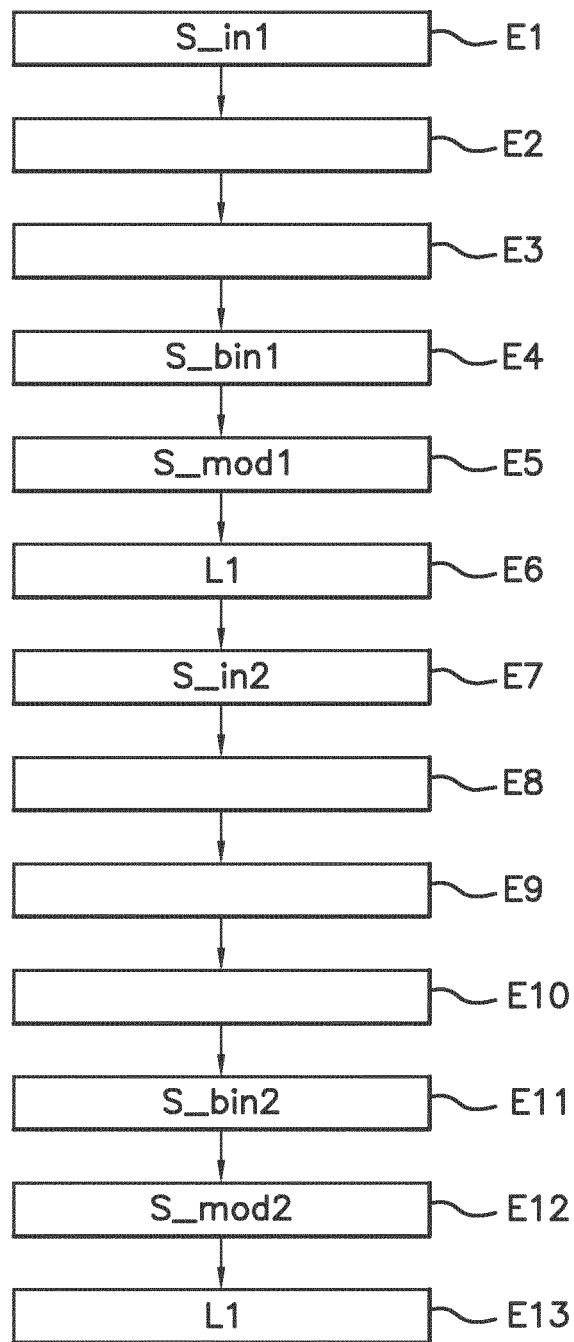 S_in1 E1
E2
E3
S_bin1 E4
S_mod1 E5
L1 E6
S_in2 E7
E8
E9
E10
S_bin2 E11
S_mod2 E12
L1 E13